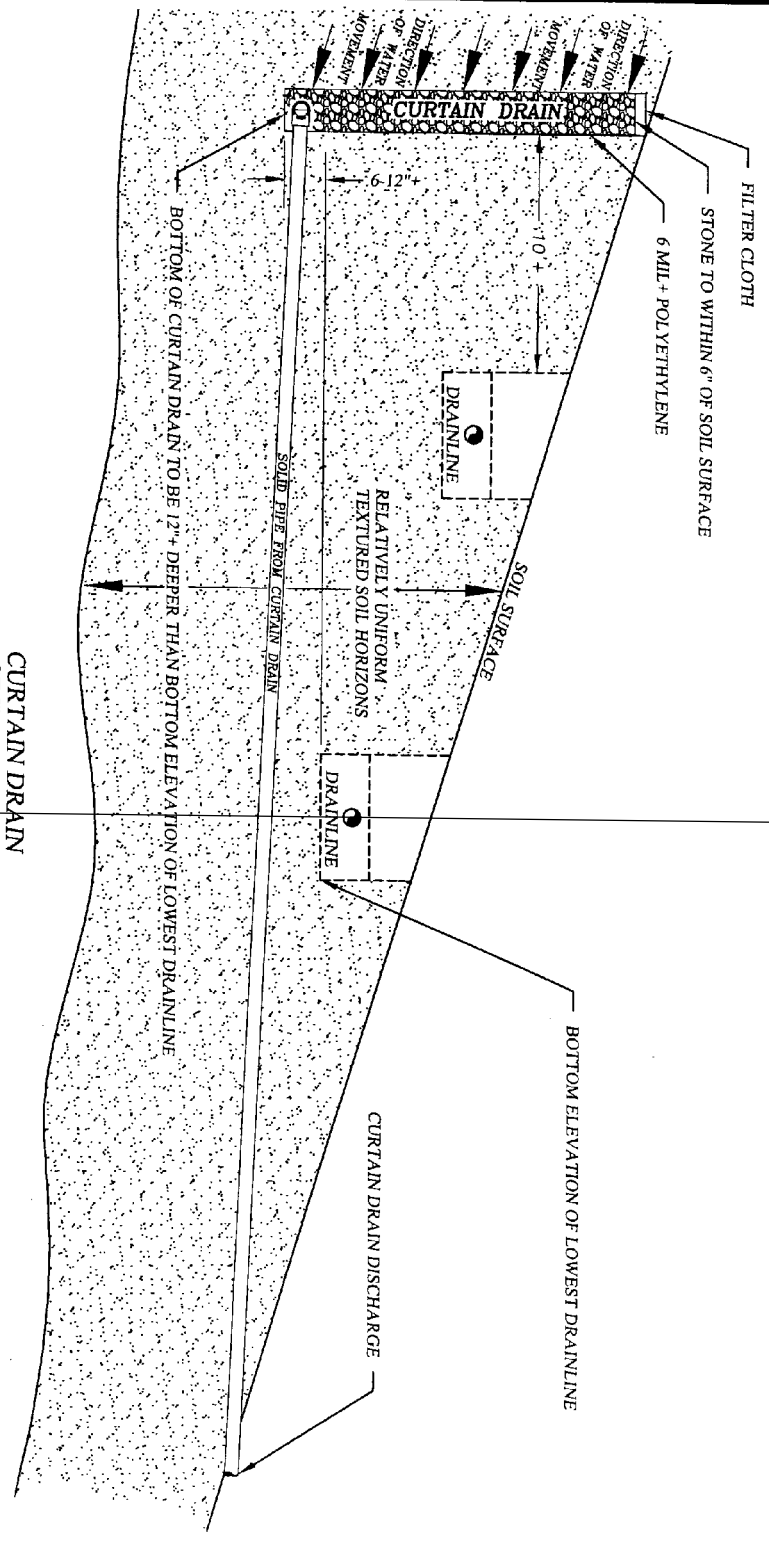 FILTER CLOTH
STONE TO WITHIN 6" OF SOIL SURFACE
6 MIL+ POLYETHYLENE
DIRECTION
OF WATER
MOVEMENT
DIRECTION
OF WATER
MOVEMENT
CURTAIN DRAIN
10 +
6-12"+
DRAINLINE
SOIL SURFACE
RELATIVELY UNIFORM
TEXTURED SOIL HORIZONS
DRAINLINE
BOTTOM ELEVATION OF LOWEST DRAINLINE
SOLID PIPE FROM CURTAIN DRAIN
CURTAIN DRAIN DISCHARGE
BOTTOM OF CURTAIN DRAIN TO BE 12"+ DEEPER THAN BOTTOM ELEVATION OF LOWEST DRAINLINE
CURTAIN DRAIN